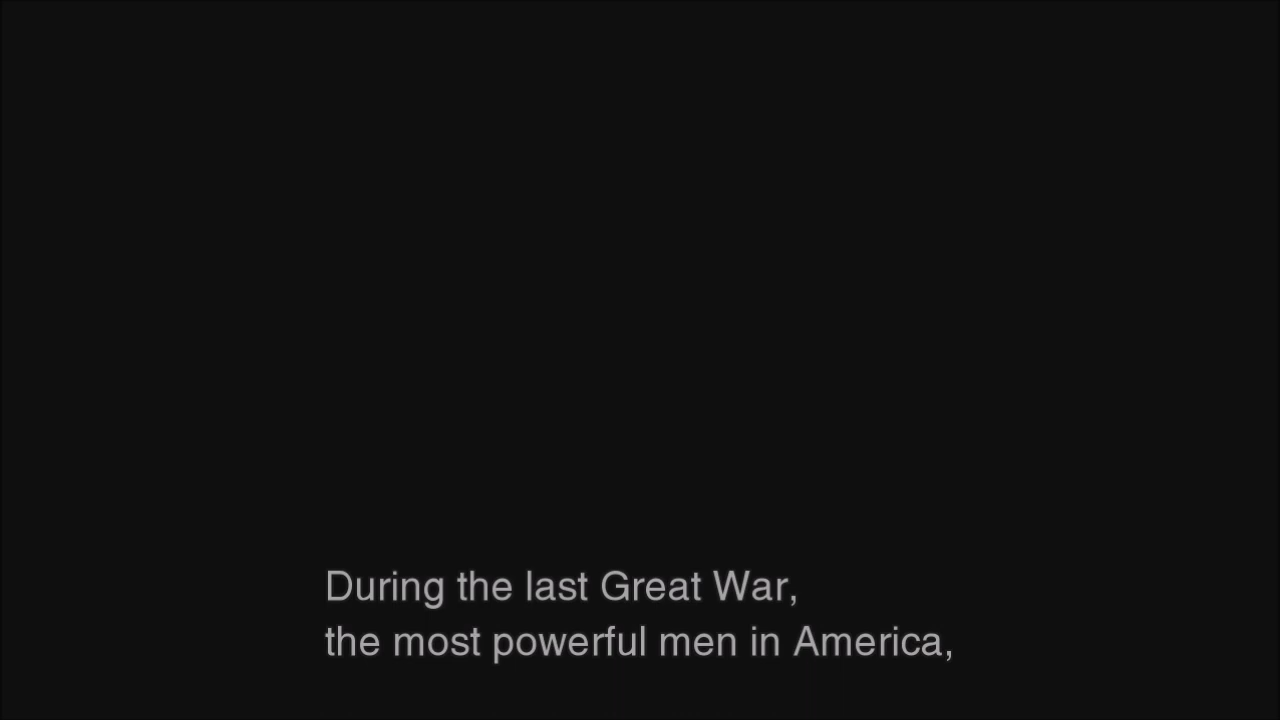 During the last Great War,
the most powerful men in America,